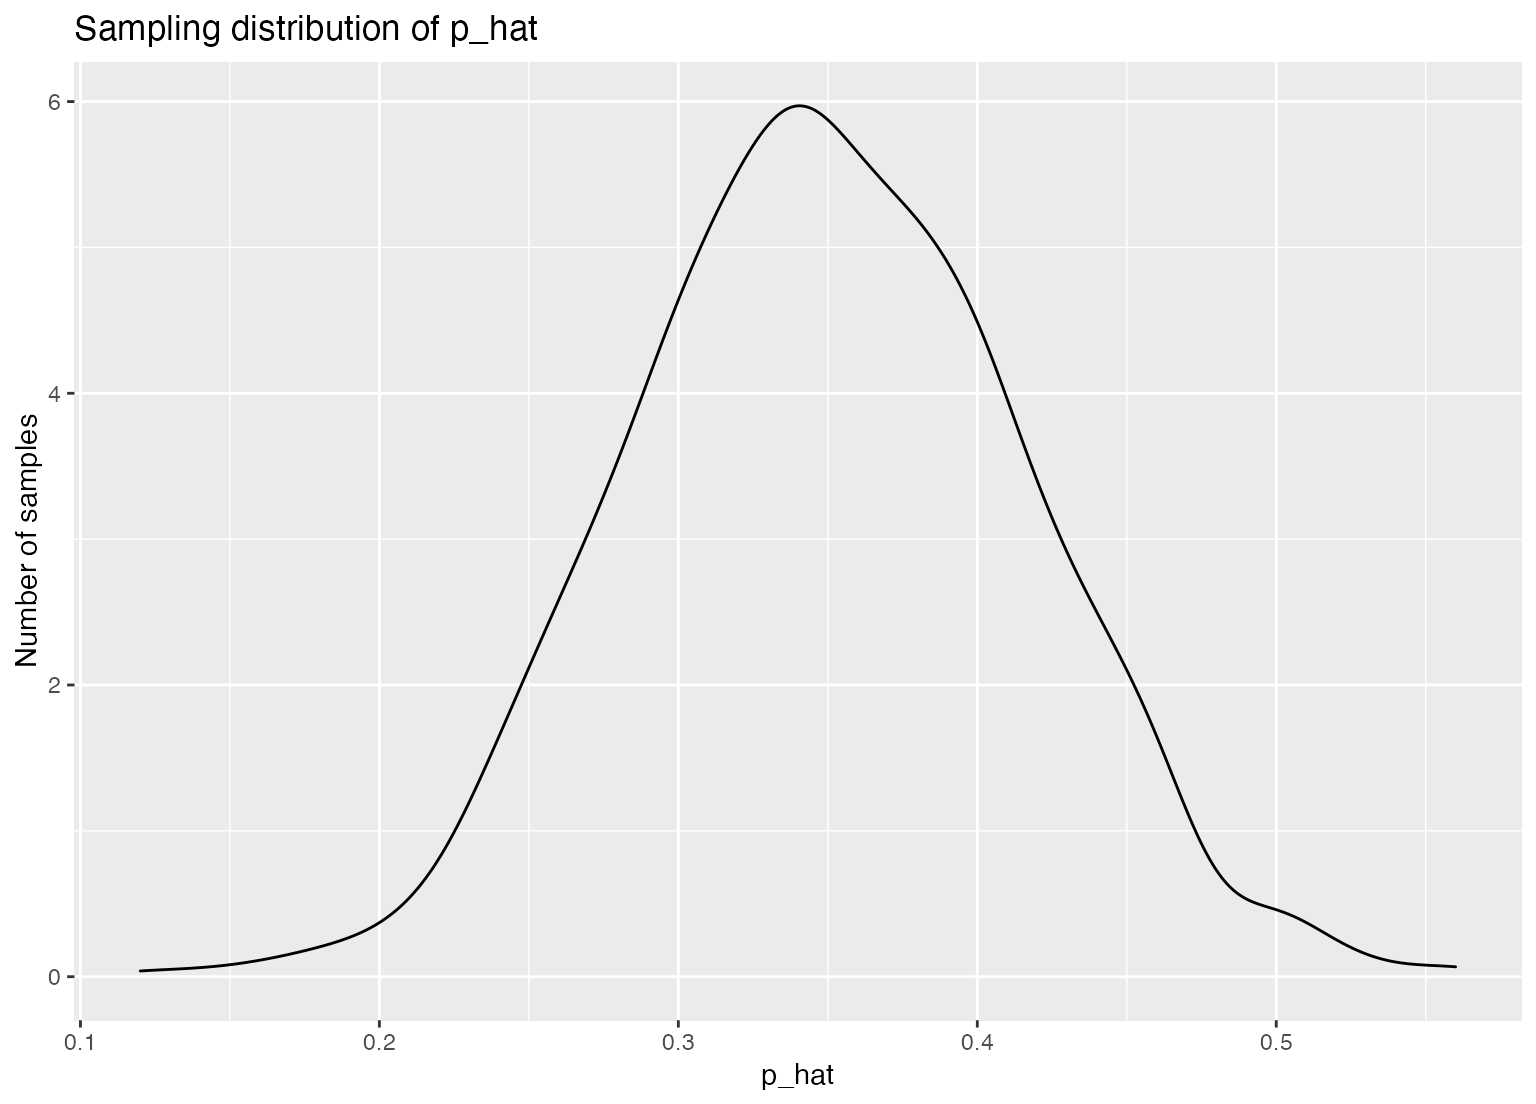 Sampling distribution of p_hat
6
4
2
0
Number of samples
0.1 0.2 0.3 0.4 0.5
p_hat